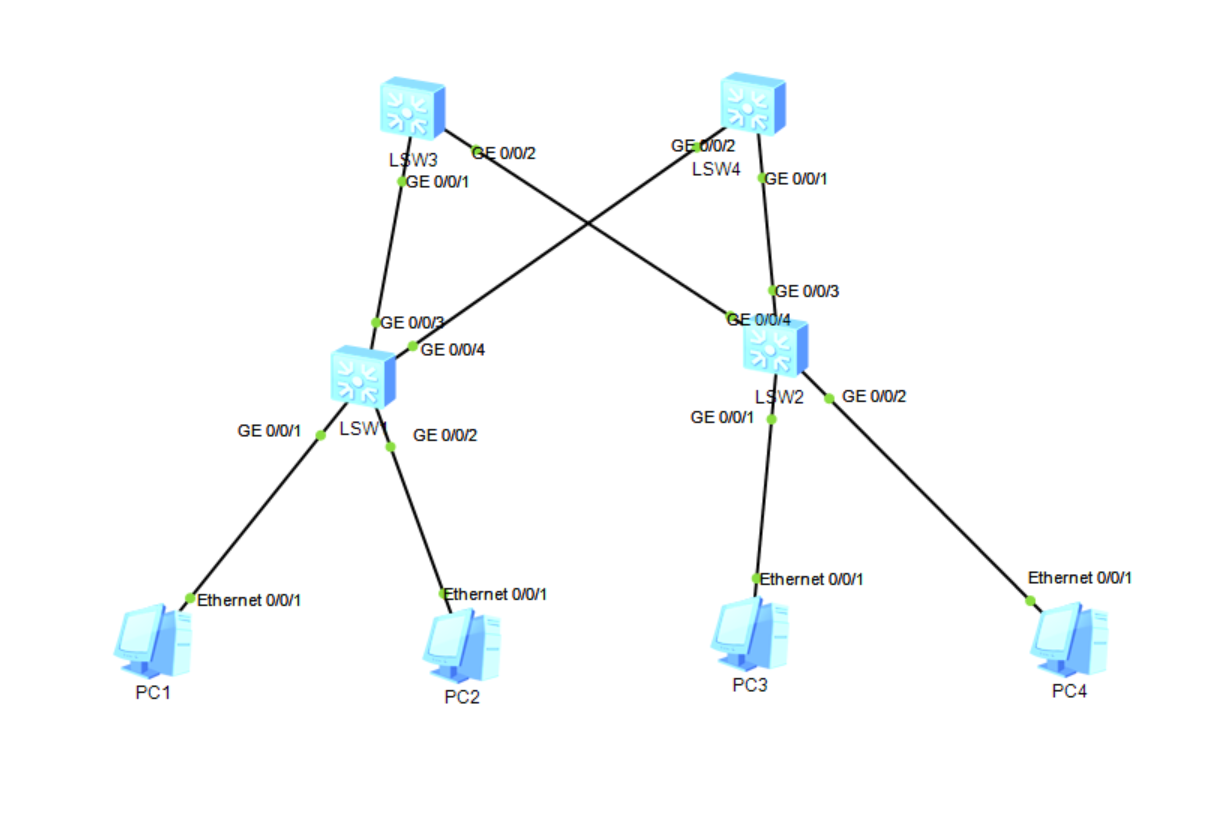 GE 0/0/2
GE 0/0/2
LSW3
LSW4
GE 0/0/1
GE 0/0/1
GE 0/0/3
GE 0/0/3
GE 0/0/4
GE 0/0/4
LSW2
GE 0/0/2
GE 0/0/1
LSW1
GE 0/0/2
GE 0/0/1
Ethernet 0/0/1
Ethernet 0/0/1
Ethernet 0/0/1
Ethernet 0/0/1
PC1
PC2
PC3
PC4